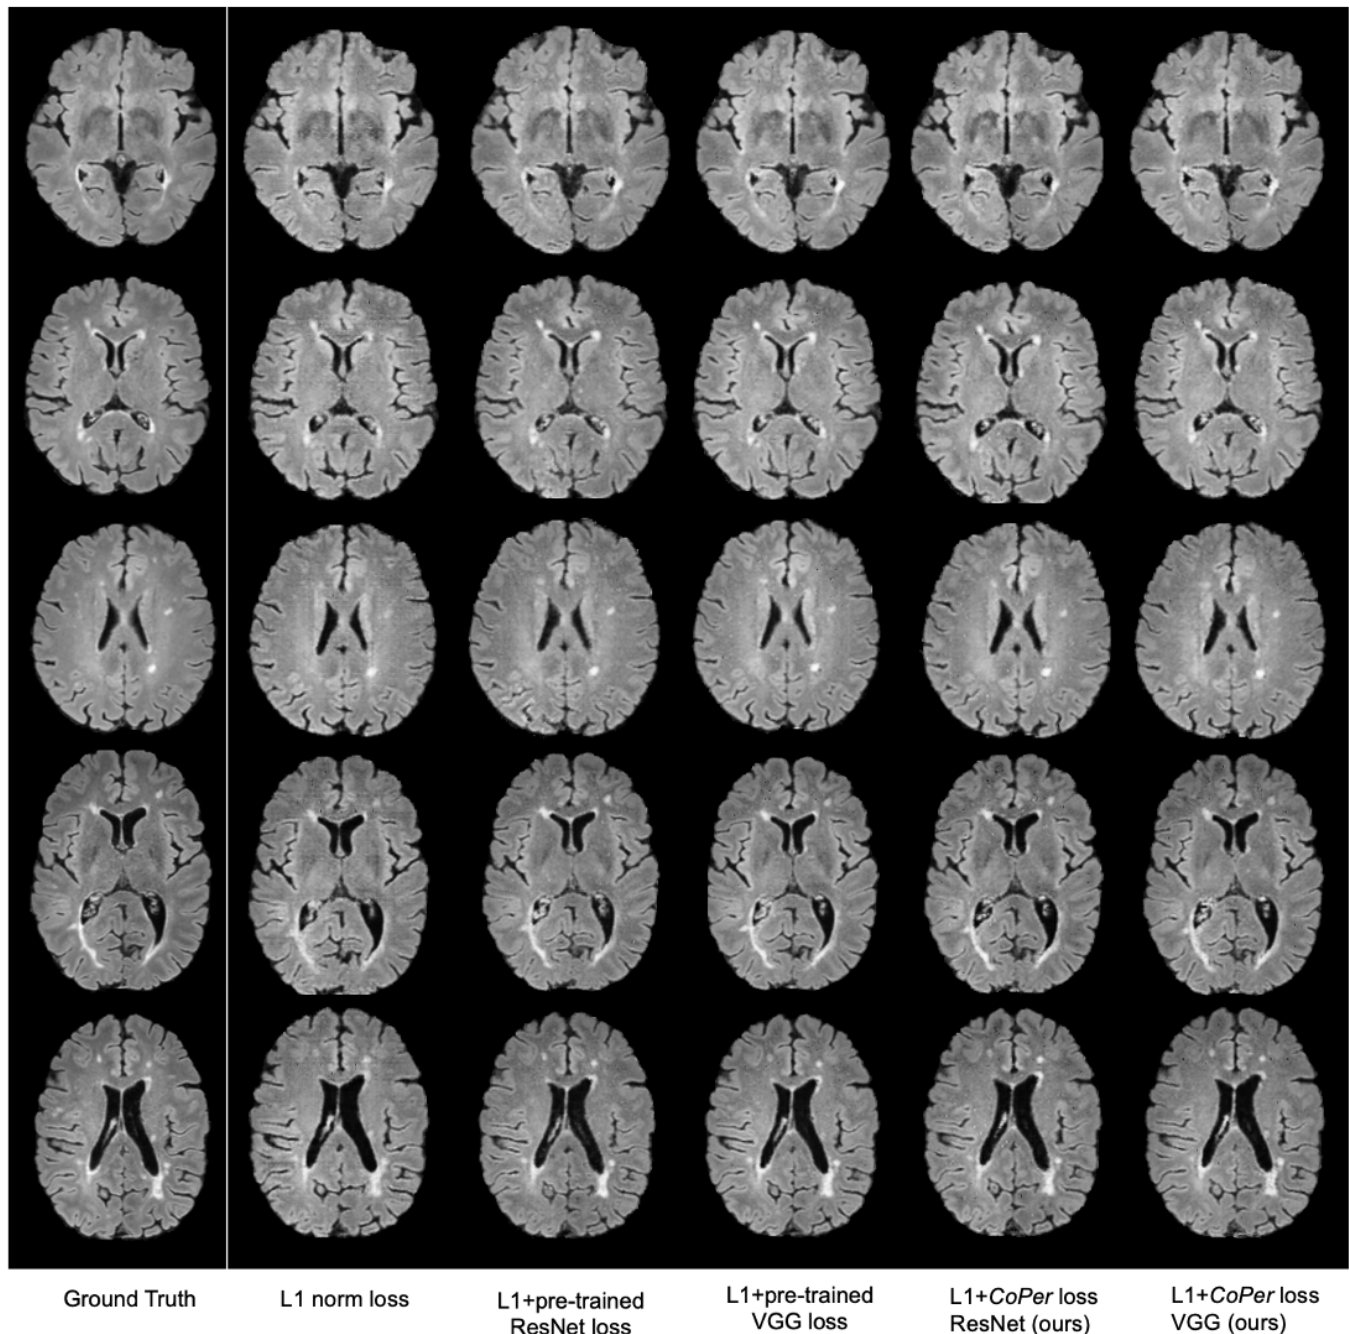 Ground Truth
L1 norm loss
L1+pre-trained
ResNet loss
L1+pre-trained
VGG loss
L1+CoPer loss
ResNet (ours)
L1+CoPer loss
VGG (ours)